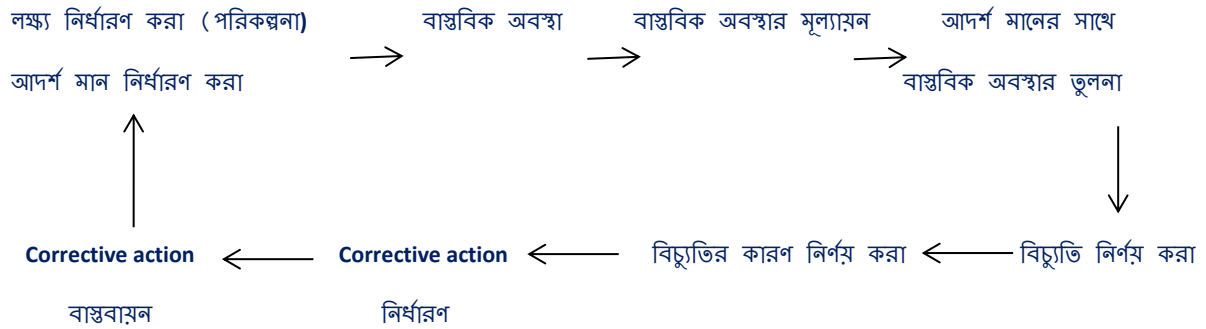 লক্ষ্য নির্ধারণ করা (পরিকল্পনা)
আদর্শ মান নির্ধারণ করা
বাস্তবিক অবস্থা
বাস্তবিক অবস্থার মূল্যায়ন
আদর্শ মানের সাথে
বাস্তবিক অবস্থার তুলনা
বিচ্যুতি নির্ণয় করা
বিচ্যুতির কারণ নির্ণয় করা
Corrective action
নির্ধারণ
Corrective action
বাস্তবায়ন